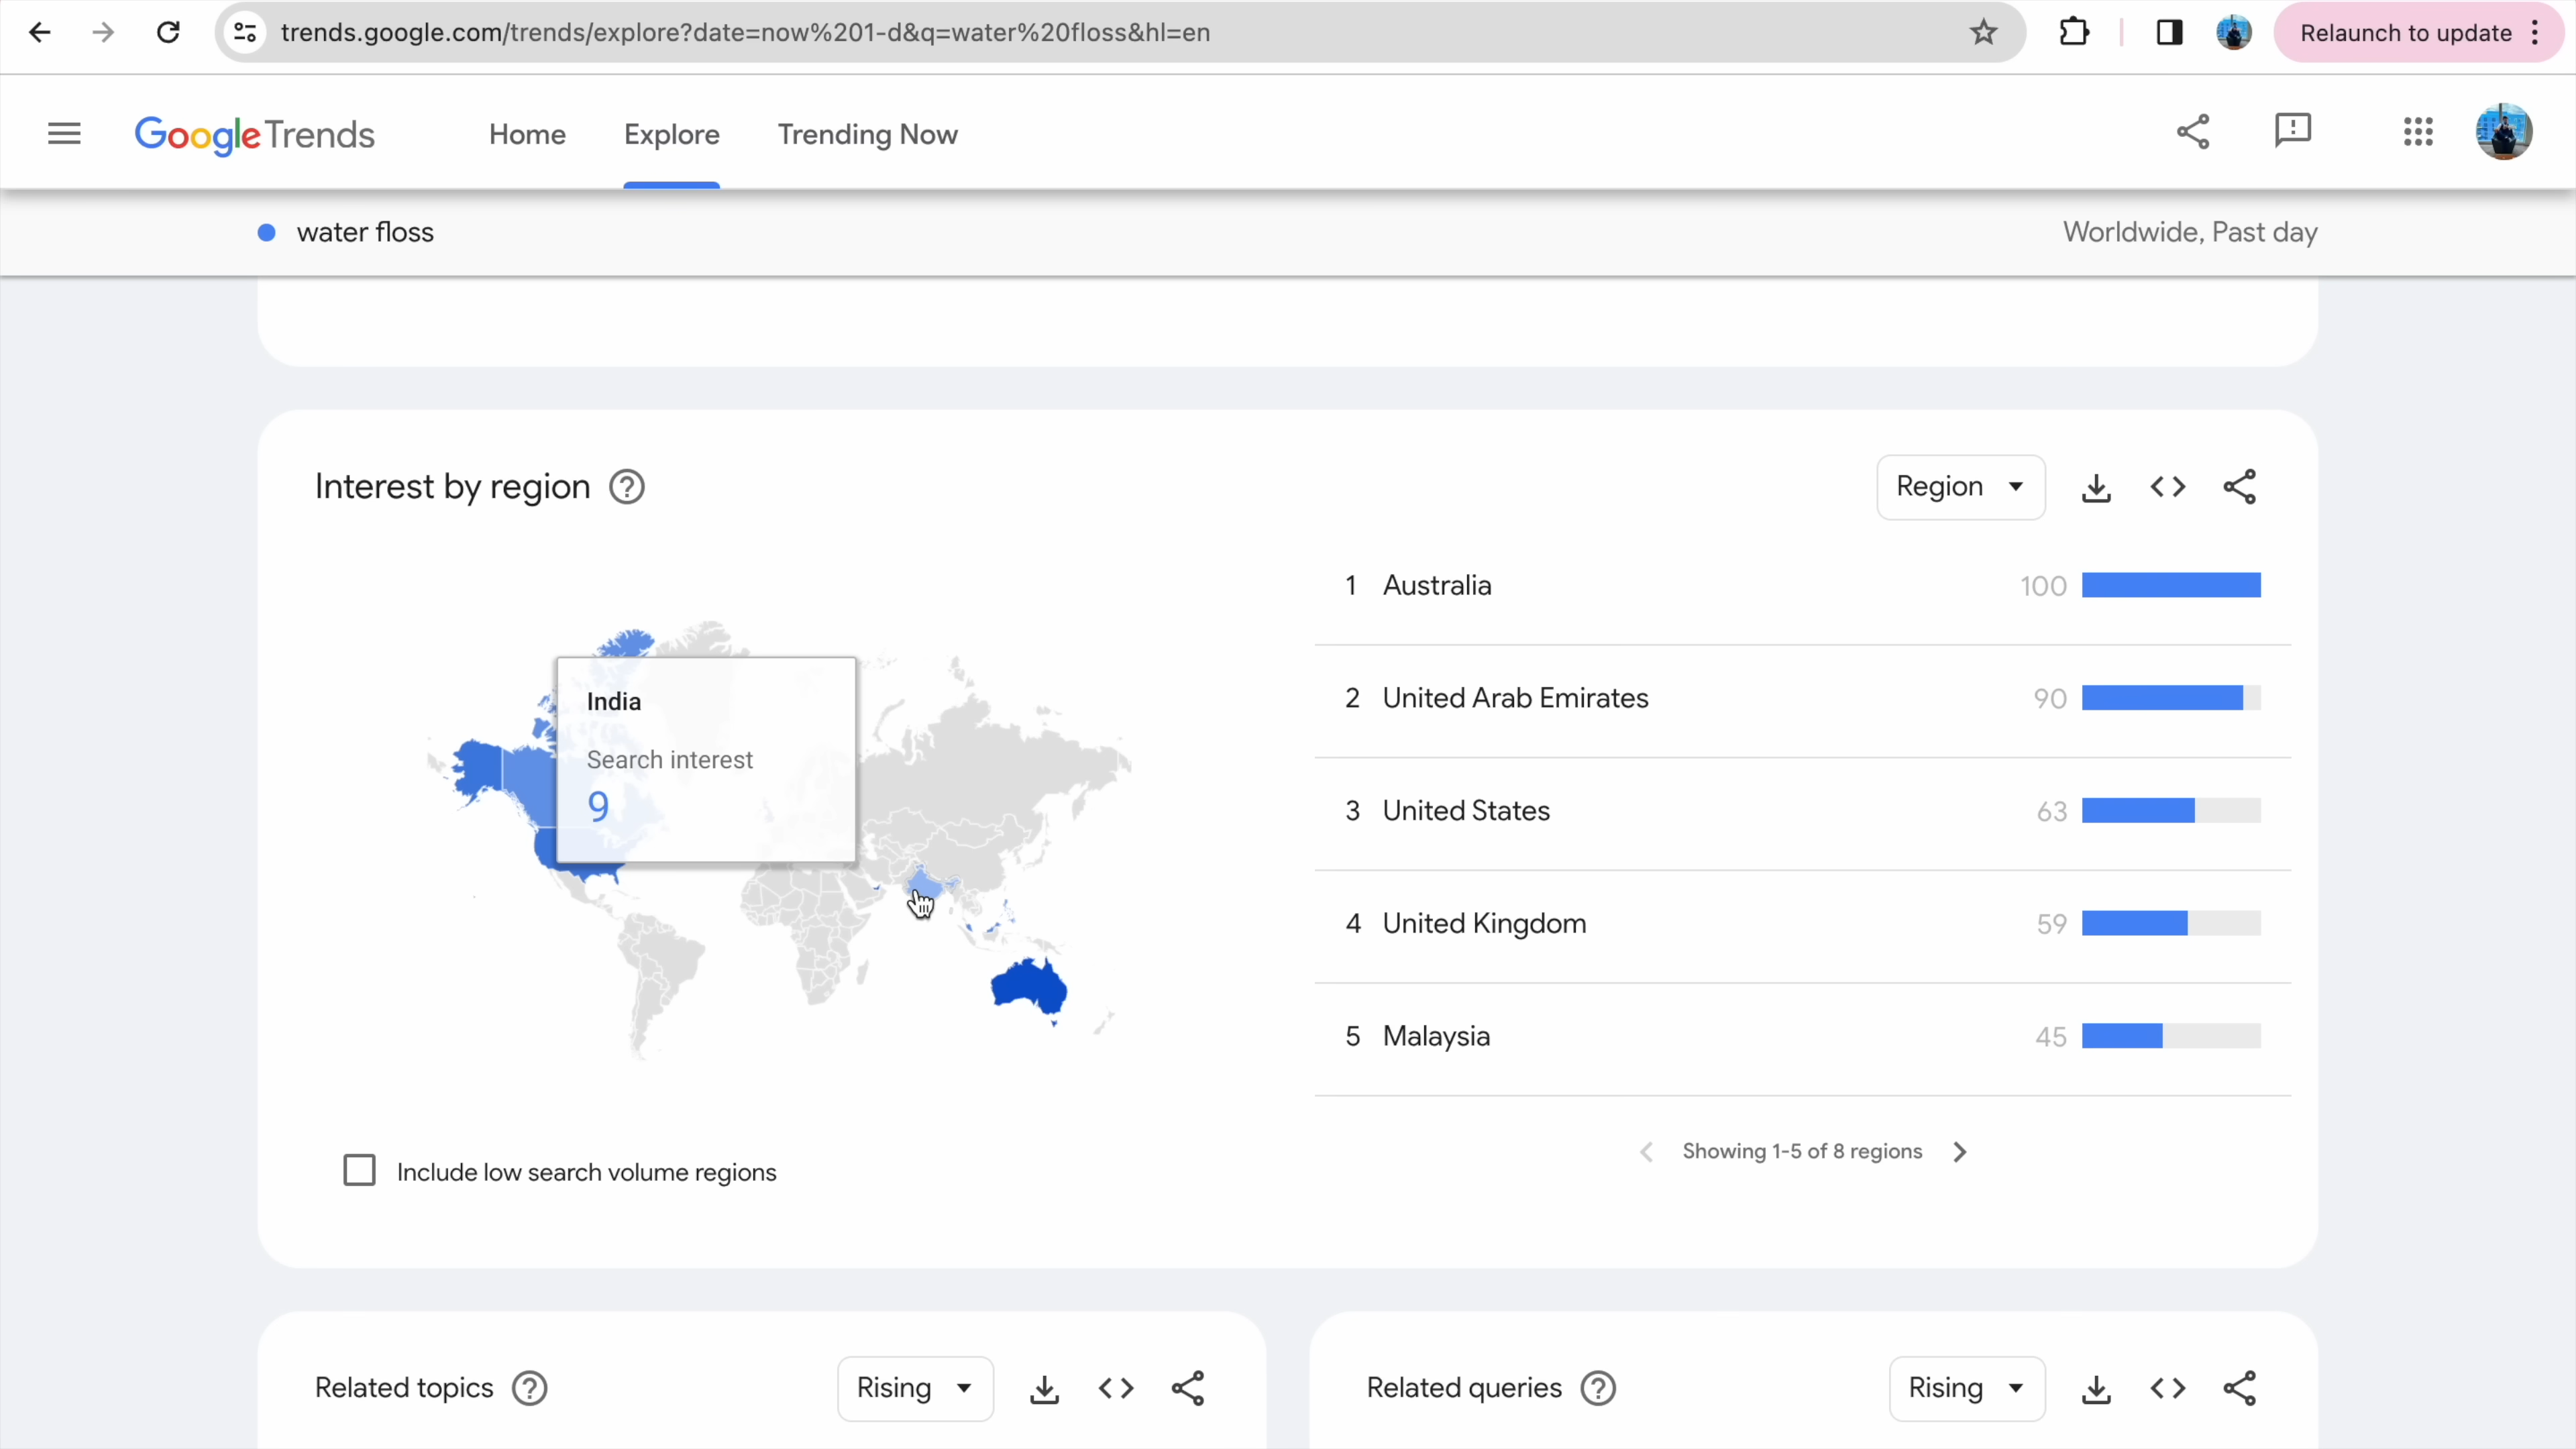 trends.google.com/trends/explore?date=now%201-d&q=water%20floss&hl=en
Relaunch to update
Google Trends
Home
Explore
Trending Now
water floss
Worldwide, Past day
Interest by region
Region
1 Australia 100
India
2 United Arab Emirates 90
Search interest
9
3 United States 63
4 United Kingdom 59
5 Malaysia 45
Showing 1-5 of 8 regions
Include low search volume regions
Related topics
Rising
Related queries
Rising